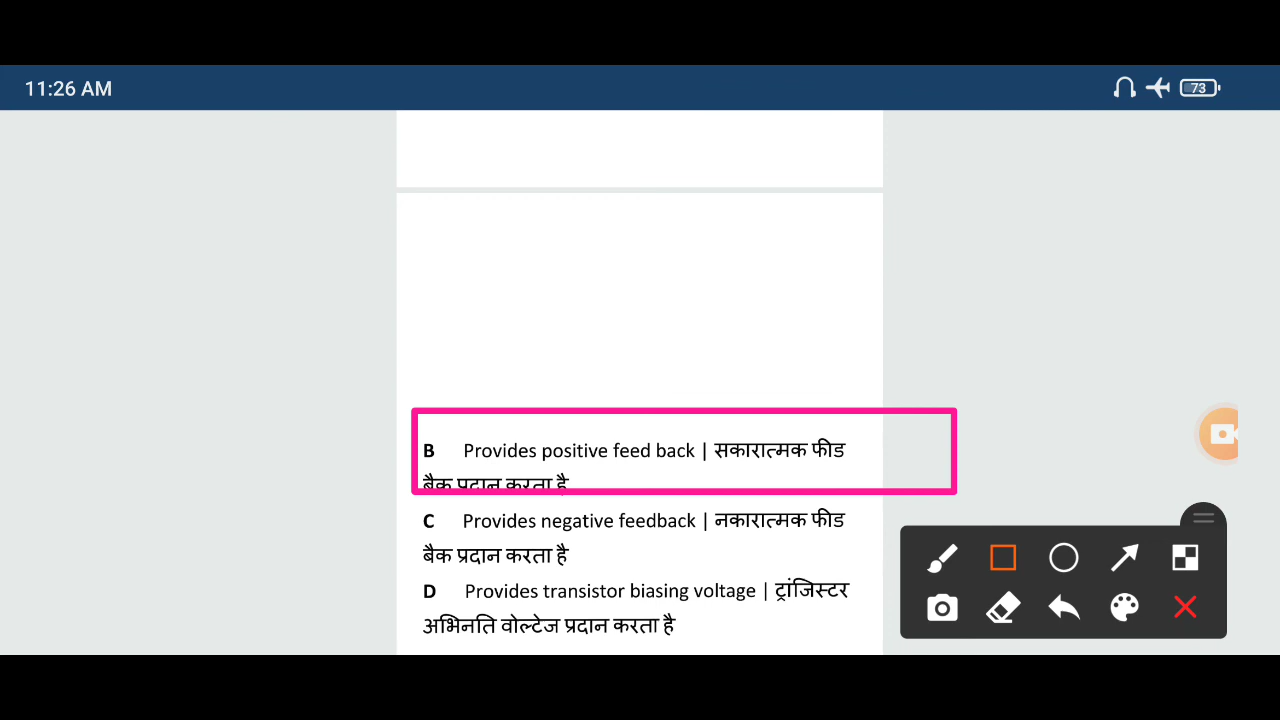 11:26 AM
73
B Provides positive feed back | सकारात्मक फीड
बैक प्रदान करता है
C Provides negative feedback | नकारात्मक फीड
बैक प्रदान करता है
D Provides transistor biasing voltage | ट्रांजिस्टर
अभिनति वोल्टेज प्रदान करता है